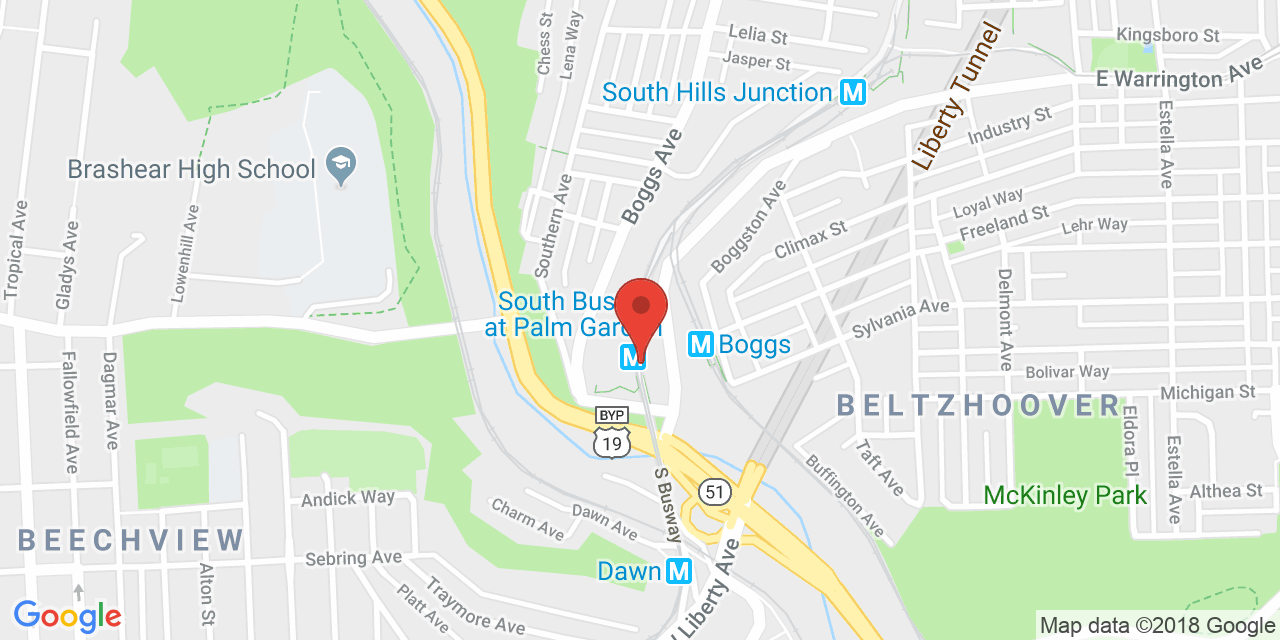 Chess St
Lena Way
Lelia St
Jasper St
Kingsboro St
South Hills Junction M
E Warrington Ave
Liberty Tunnel
Industry St
Estella Ave
Brashear High School
Boggs Ave
Southern Ave
Tropical Ave
Gladys Ave
Lowenhill Ave
Boggston Ave
Climax St
Loyal Way
Freeland St
Lehr Way
Delmont Ave
Sylvania Ave
South Bus
at Palm Garden
M
M Boggs
Bolivar Way
Michigan St
Fallowfield Ave
Dagmar Ave
BELTZHOOVER
BYP
19
Eldora Pl
Estella Ave
Taft Ave
Buffington Ave
51
S Busway
McKinley Park
Althea St
Andick Way
Charm Ave
Dawn Ave
BEECHVIEW
Sebring Ave
Dawn M
Alton St
Platt Ave
Traymore Ave
Liberty Ave
Google
Map data ©2018 Google